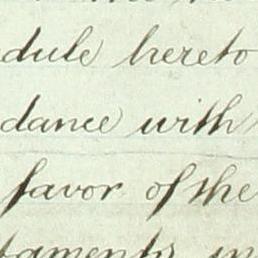 dule hereto
dance with
favor of the